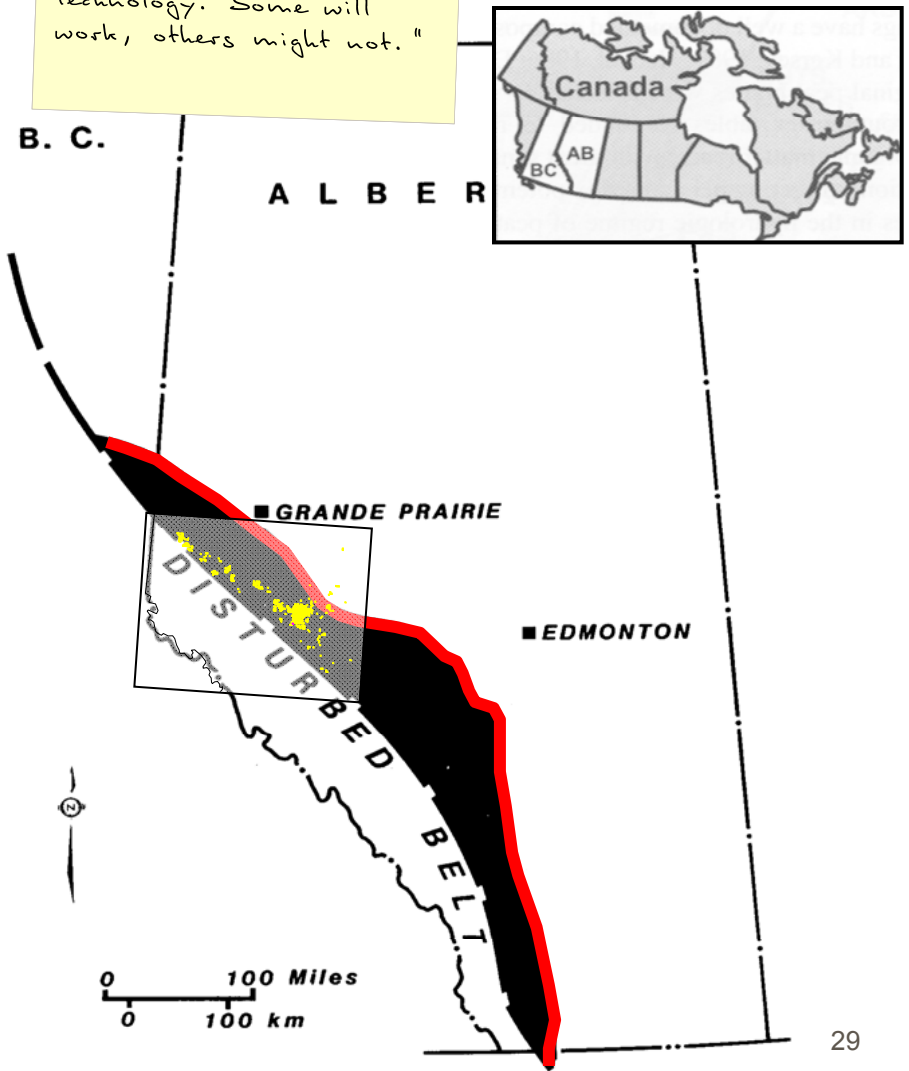 Technology. Some will
work, others might not."
B. C.
ALBER
Canada
BC
AB
GRANDE PRAIRIE
EDMONTON
DISTURBED BELT
N
0 100 Miles
0 100 km
29